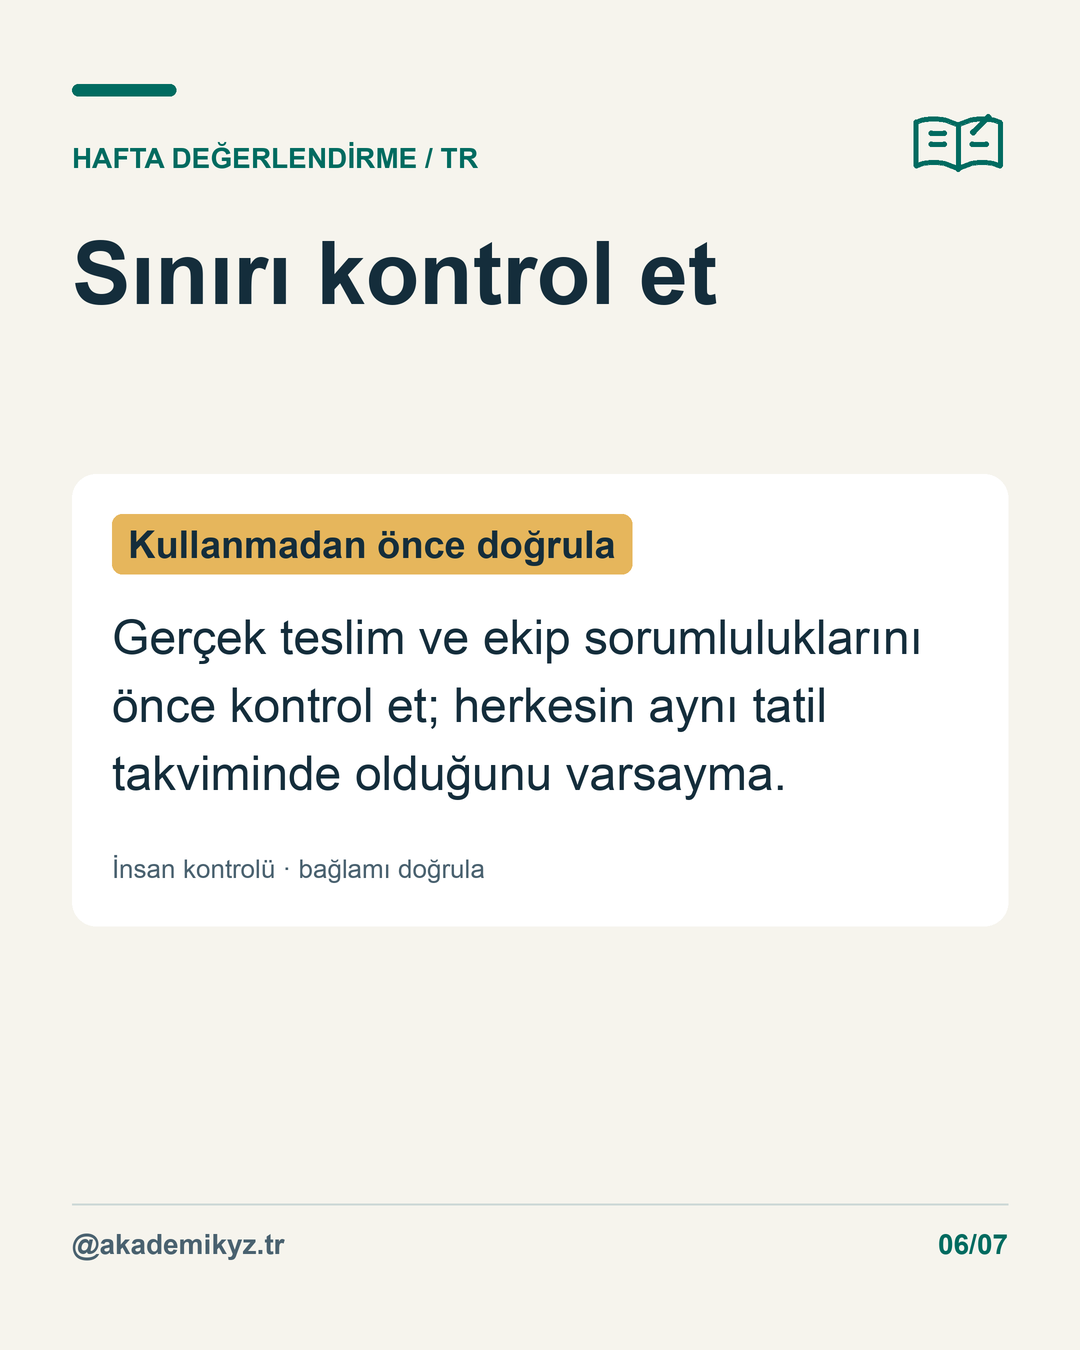 HAFTA DEĞERLENDİRME / TR
Sınırı kontrol et
Kullanmadan önce doğrula
Gerçek teslim ve ekip sorumluluklarını
önce kontrol et; herkesin aynı tatil
takviminde olduğunu varsayma.
İnsan kontrolü · bağlamı doğrula
@akademikyz.tr
06/07